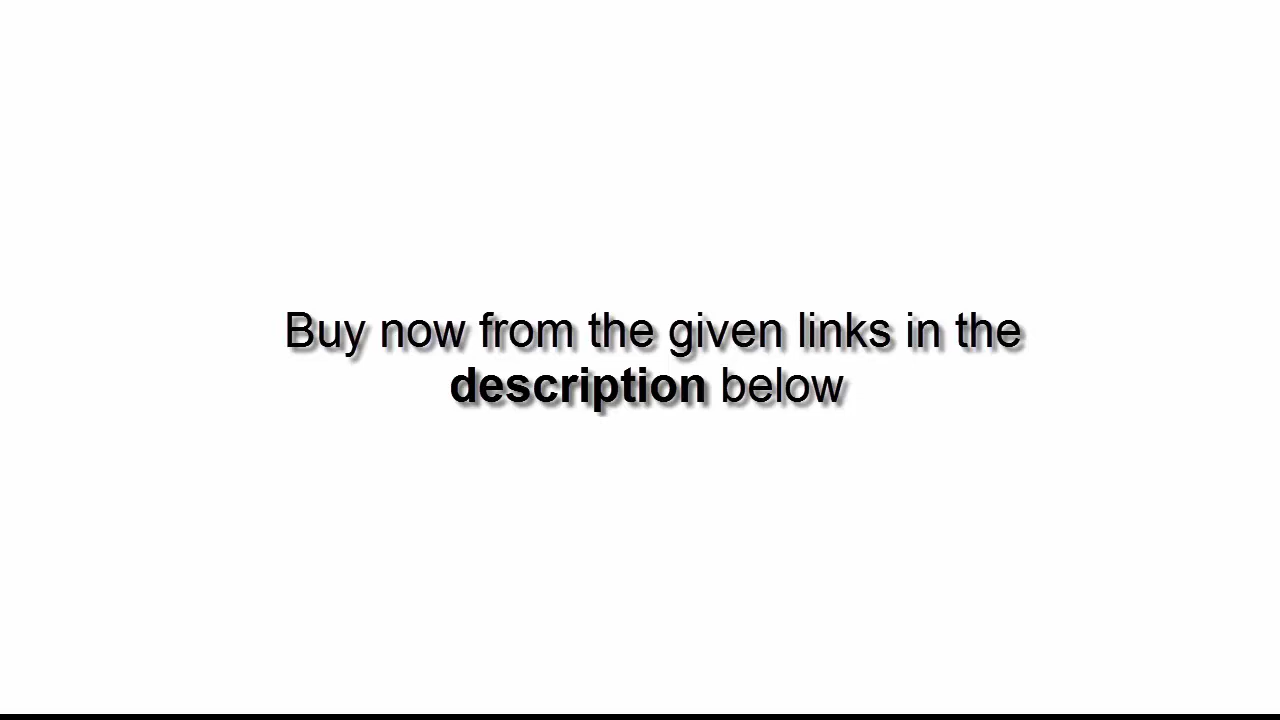 Buy now from the given links in the
description below